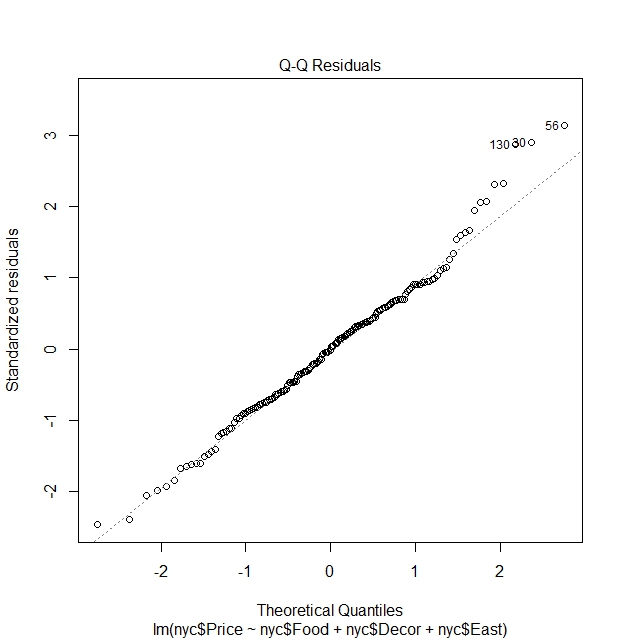 Q-Q Residuals
Standardized residuals
3
2
1
0
-1
-2
56
130 30
-2 -1 0 1 2
Theoretical Quantiles
lm(nyc$Price ~ nyc$Food + nyc$Decor + nyc$East)